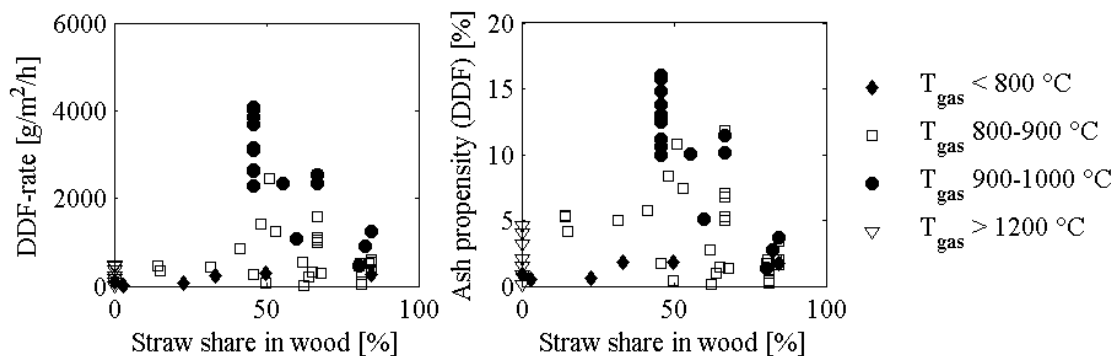 DDF-rate [g/m²/h]
6000
4000
2000
0
0 50 100
Straw share in wood [%]
Ash propensity (DDF) [%]
20
15
10
5
0
0 50 100
Straw share in wood [%]
T_gas < 800 °C
T_gas 800-900 °C
T_gas 900-1000 °C
T_gas > 1200 °C